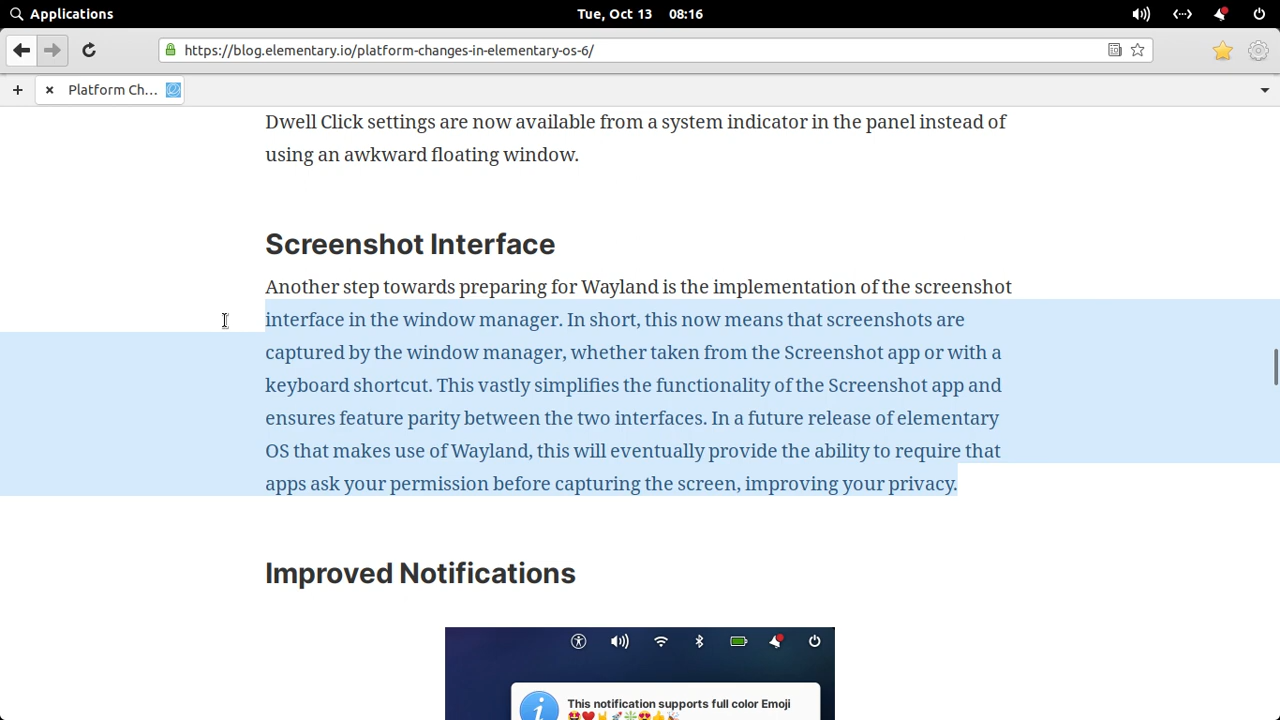 Applications
Tue, Oct 13 08:16
https://blog.elementary.io/platform-changes-in-elementary-os-6/
Platform Ch...
Dwell Click settings are now available from a system indicator in the panel instead of
using an awkward floating window.
Screenshot Interface
Another step towards preparing for Wayland is the implementation of the screenshot
interface in the window manager. In short, this now means that screenshots are
captured by the window manager, whether taken from the Screenshot app or with a
keyboard shortcut. This vastly simplifies the functionality of the Screenshot app and
ensures feature parity between the two interfaces. In a future release of elementary
OS that makes use of Wayland, this will eventually provide the ability to require that
apps ask your permission before capturing the screen, improving your privacy.
Improved Notifications
This notification supports full color Emoji